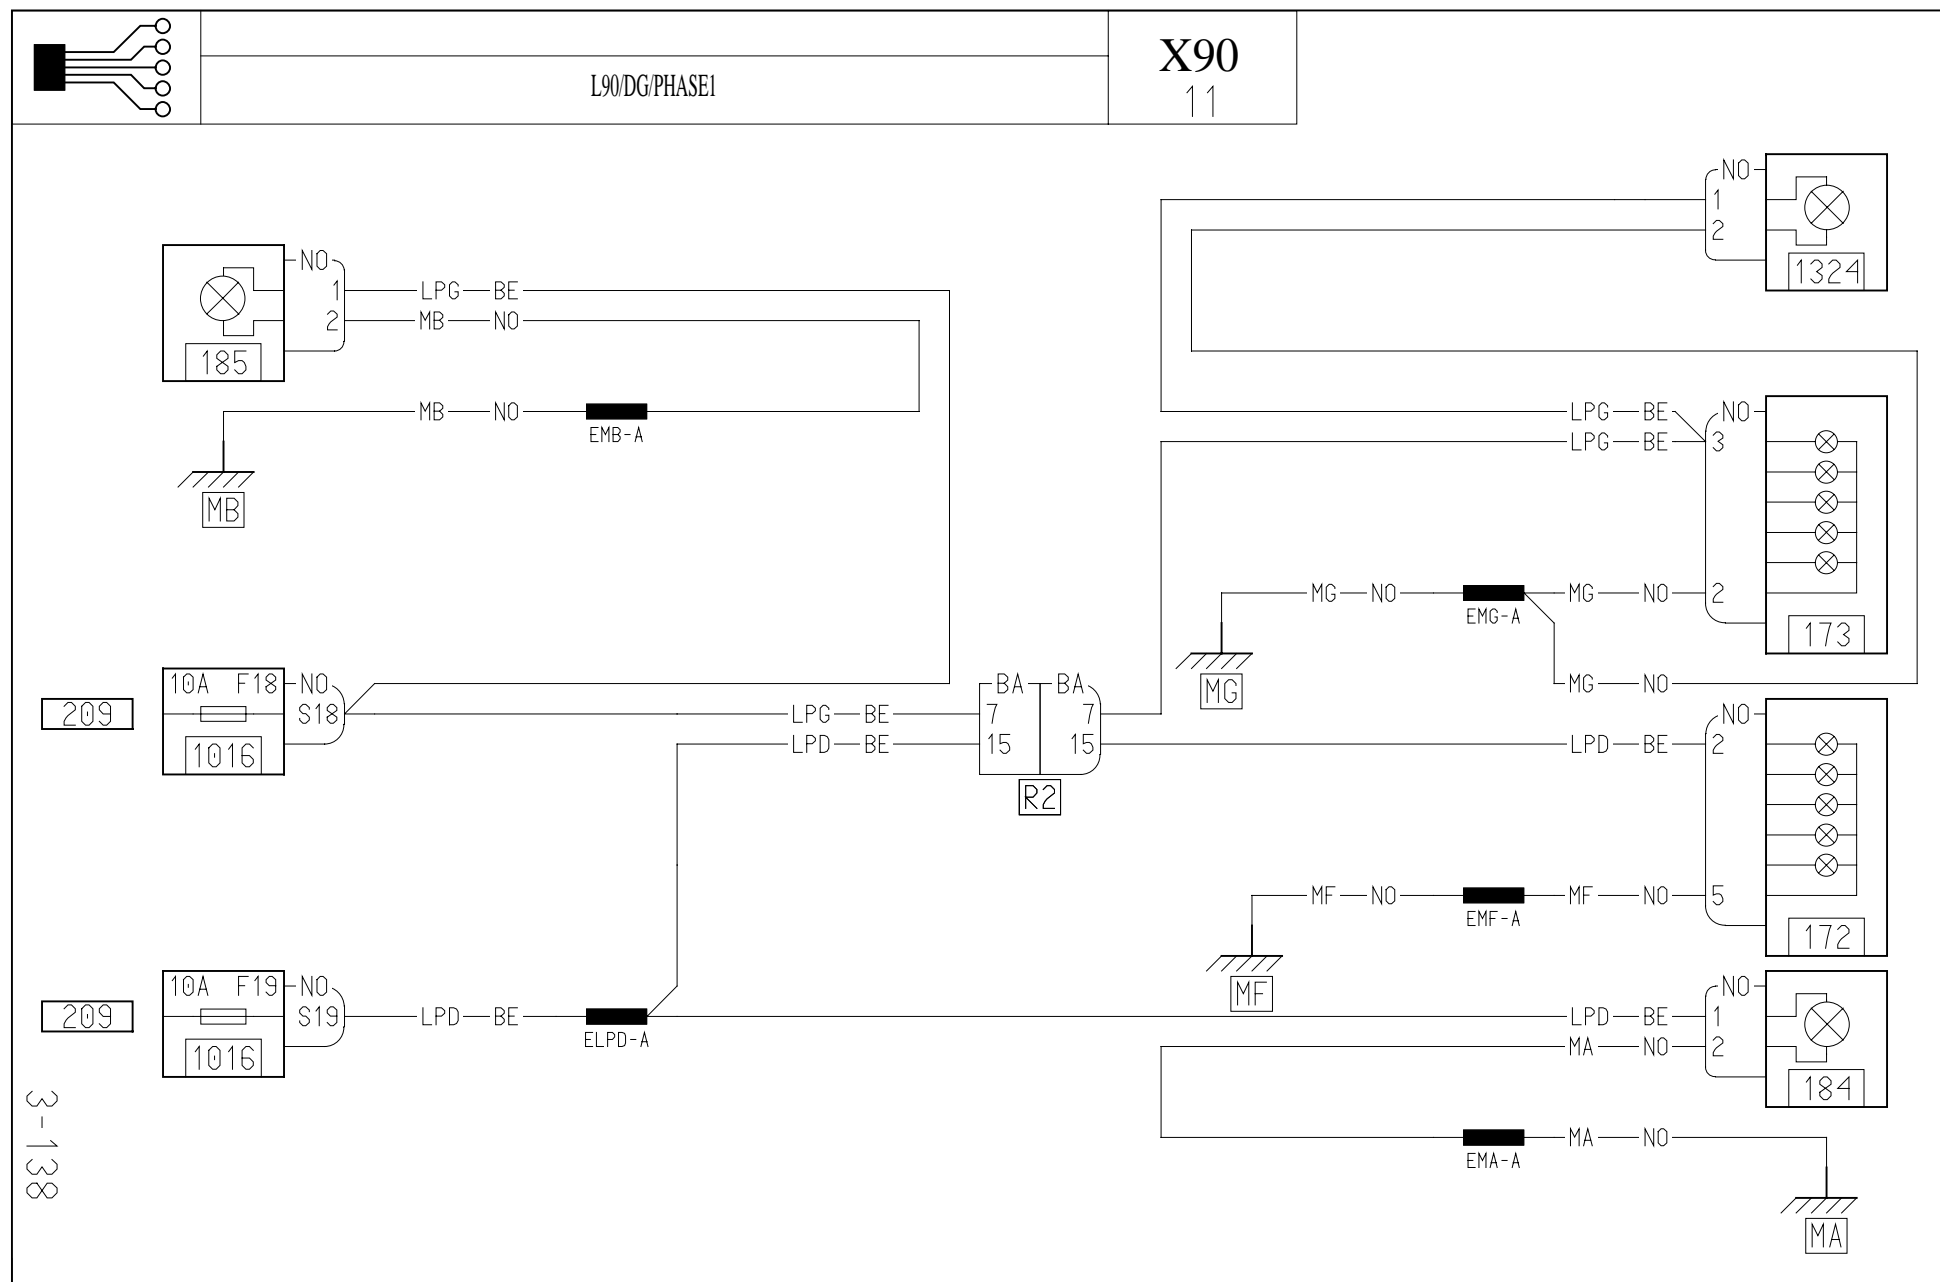 L90/DG/PHASE1
X90
11
NO
1
2
1324
NO
1 LPG BE
2 MB NO
185
MB NO EMB-A
MB
LPG BE NO
LPG BE 3
MG NO EMG-A MG NO 2
173
MG
MG NO
209 10A F18 NO
S18 LPG BE 7 BA BA 7
1016
LPD BE 15 15 LPD BE 2 NO
R2
MF NO EMF-A MF NO 5
172
MF
209 10A F19 NO
S19 LPD BE ELPD-A LPD BE 1 NO
1016
MA NO 2
184
EMA-A MA NO
MA
3-138